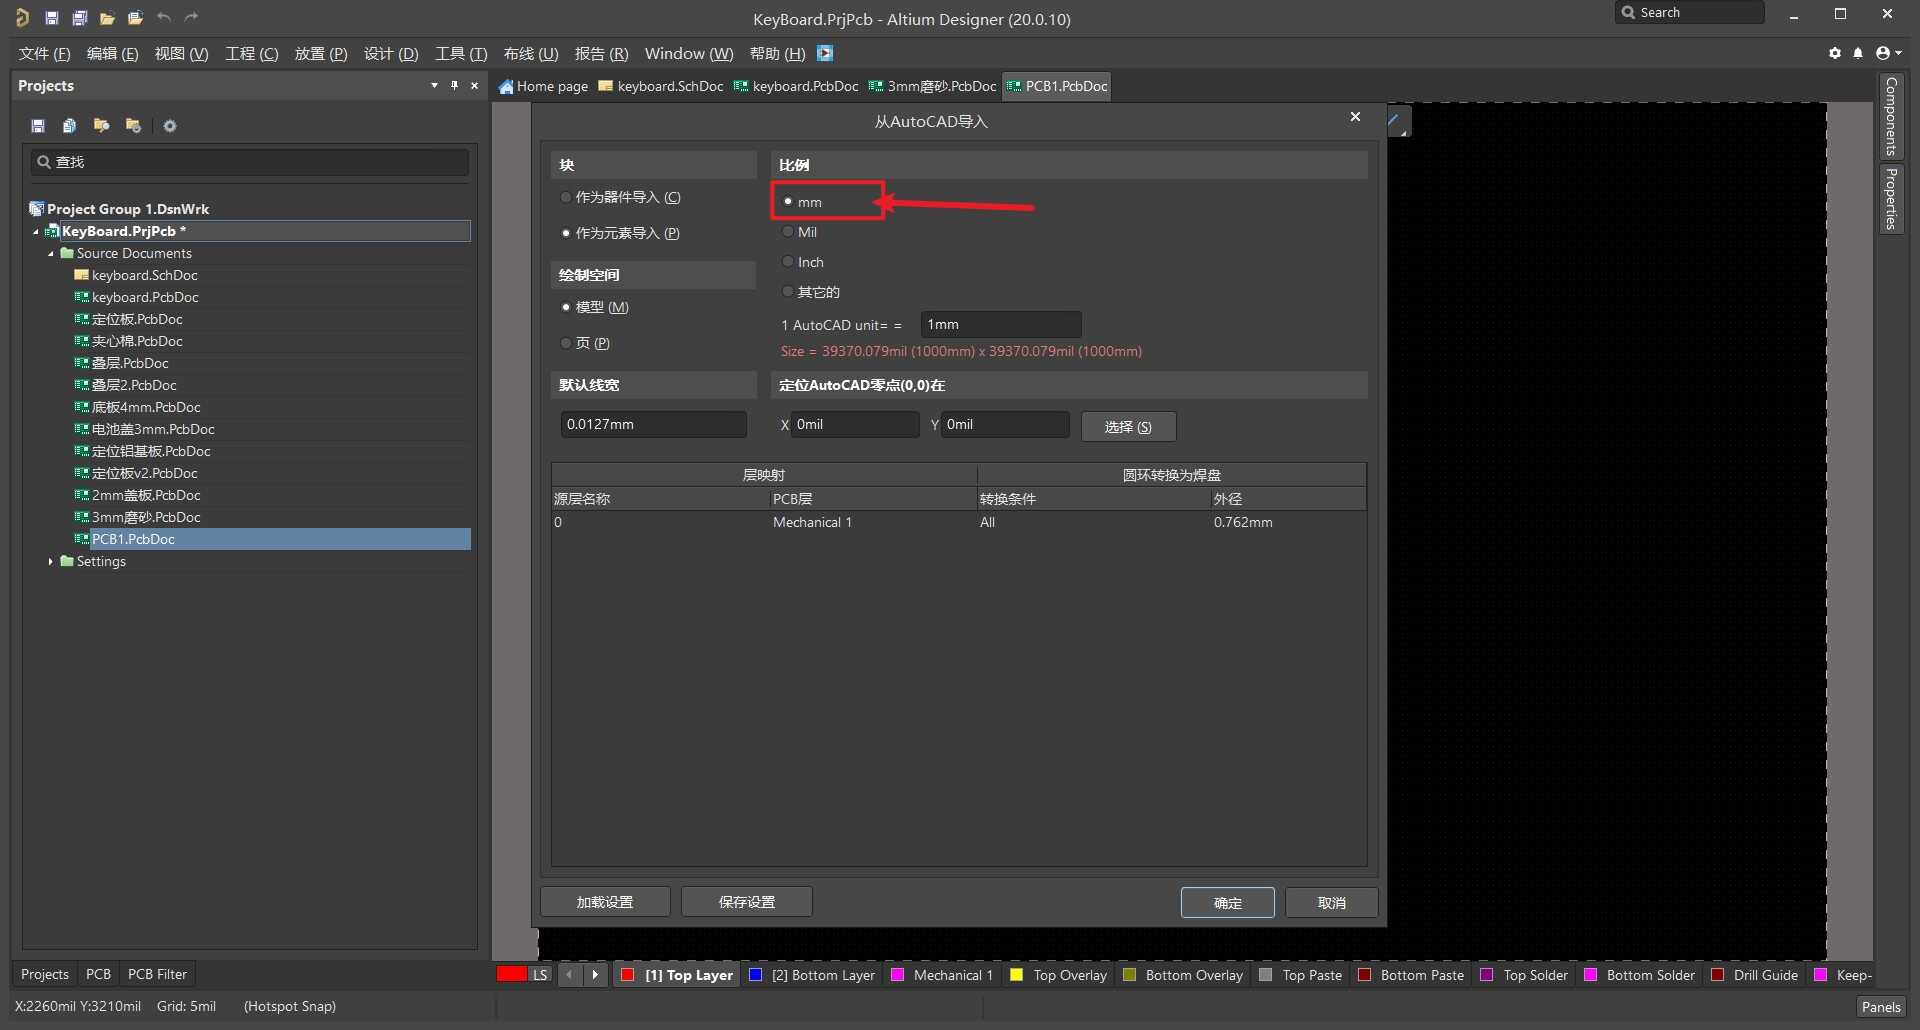 KeyBoard.PrjPcb - Altium Designer (20.0.10)
Search
文件 (F) 编辑 (E) 视图 (V) 工程 (C) 放置 (P) 设计 (D) 工具 (T) 布线 (U) 报告 (R) Window (W) 帮助 (H)
Projects
Home page keyboard.SchDoc keyboard.PcbDoc 3mm磨砂.PcbDoc PCB1.PcbDoc
查找
Project Group 1.DsnWrk
KeyBoard.PrjPcb *
Source Documents
keyboard.SchDoc
keyboard.PcbDoc
定位板.PcbDoc
夹心棉.PcbDoc
叠层.PcbDoc
叠层2.PcbDoc
底板4mm.PcbDoc
电池盖3mm.PcbDoc
定位铝基板.PcbDoc
定位板v2.PcbDoc
2mm盖板.PcbDoc
3mm磨砂.PcbDoc
PCB1.PcbDoc
Settings
从AutoCAD导入
块
作为器件导入 (C)
作为元素导入 (P)
绘制空间
模型 (M)
页 (P)
默认线宽
0.0127mm
比例
mm
Mil
Inch
其它的
1 AutoCAD unit= = 1mm
Size = 39370.079mil (1000mm) x 39370.079mil (1000mm)
定位AutoCAD零点(0,0)在
X 0mil Y 0mil 选择 (S)
层映射 圆环转换为焊盘
源层名称 PCB层 转换条件 外径
0 Mechanical 1 All 0.762mm
加载设置 保存设置 确定 取消
Components
Properties
Projects PCB PCB Filter
LS [1] Top Layer [2] Bottom Layer Mechanical 1 Top Overlay Bottom Overlay Top Paste Bottom Paste Top Solder Bottom Solder Drill Guide Keep-
X:2260mil Y:3210mil Grid: 5mil (Hotspot Snap)
Panels